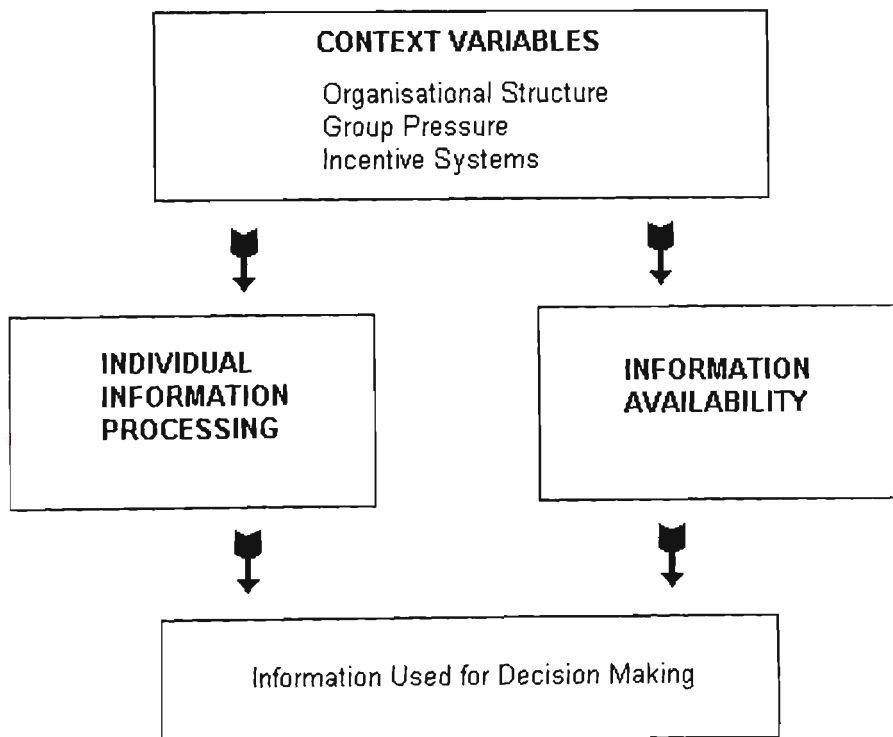 CONTEXT VARIABLES
Organisational Structure
Group Pressure
Incentive Systems
INDIVIDUAL
INFORMATION
PROCESSING
INFORMATION
AVAILABILITY
Information Used for Decision Making